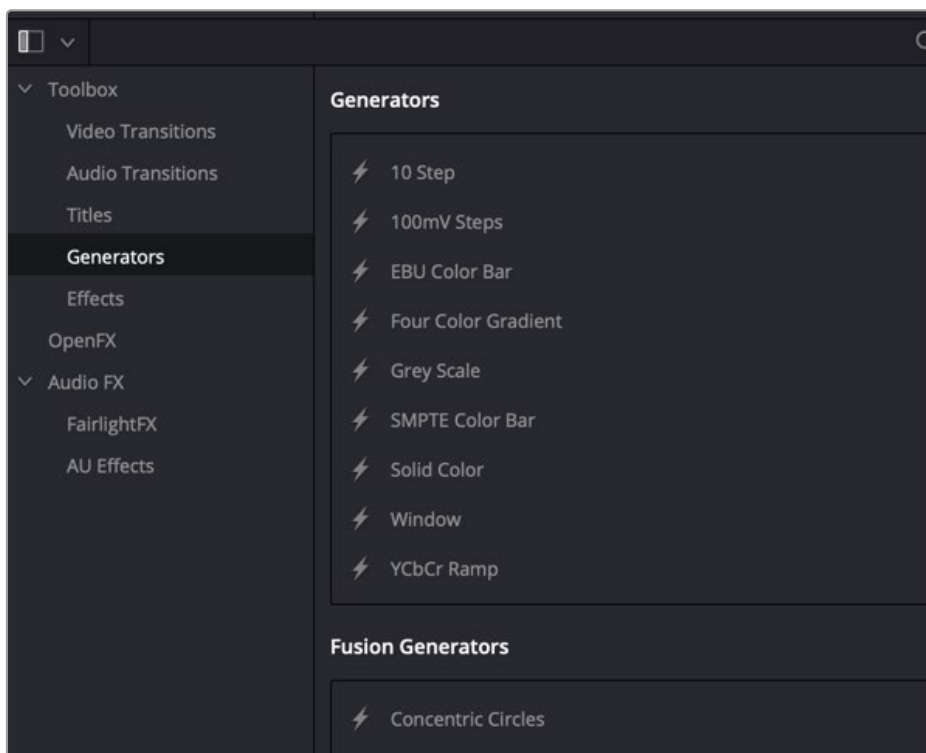 Toolbox
Video Transitions
Audio Transitions
Titles
Generators
Effects
OpenFX
Audio FX
FairlightFX
AU Effects
Generators
10 Step
100mV Steps
EBU Color Bar
Four Color Gradient
Grey Scale
SMPTE Color Bar
Solid Color
Window
YCbCr Ramp
Fusion Generators
Concentric Circles